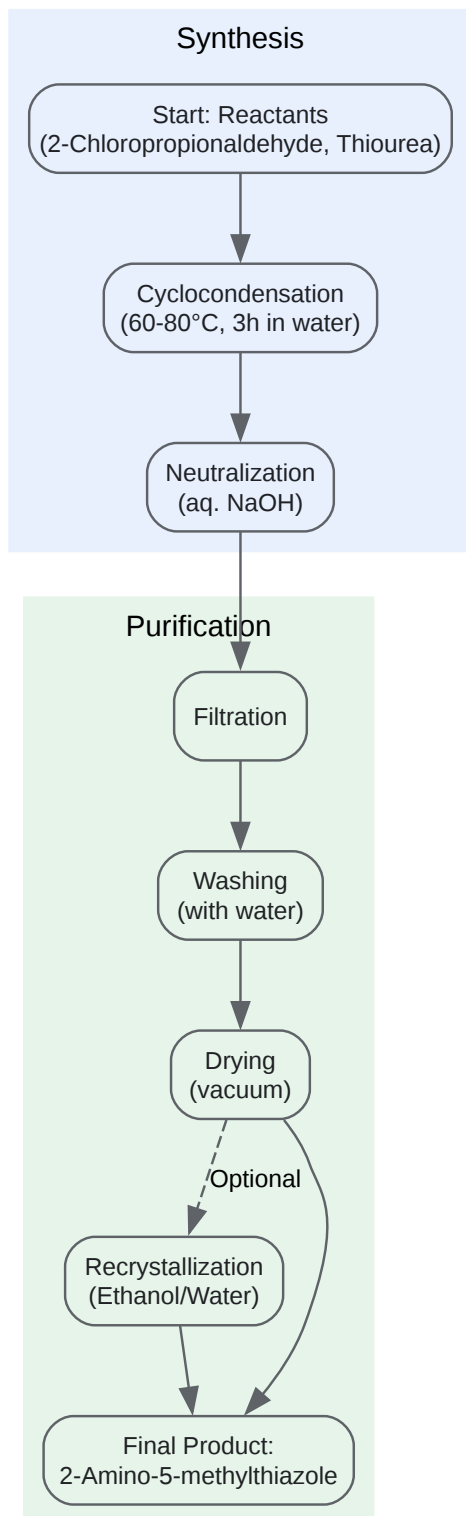 Synthesis
Start: Reactants
(2-Chloropropionaldehyde, Thiourea)
Cyclocondensation
(60-80°C, 3h in water)
Neutralization
(aq. NaOH)
Purification
Filtration
Washing
(with water)
Drying
(vacuum)
Optional
Recrystallization
(Ethanol/Water)
Final Product:
2-Amino-5-methylthiazole